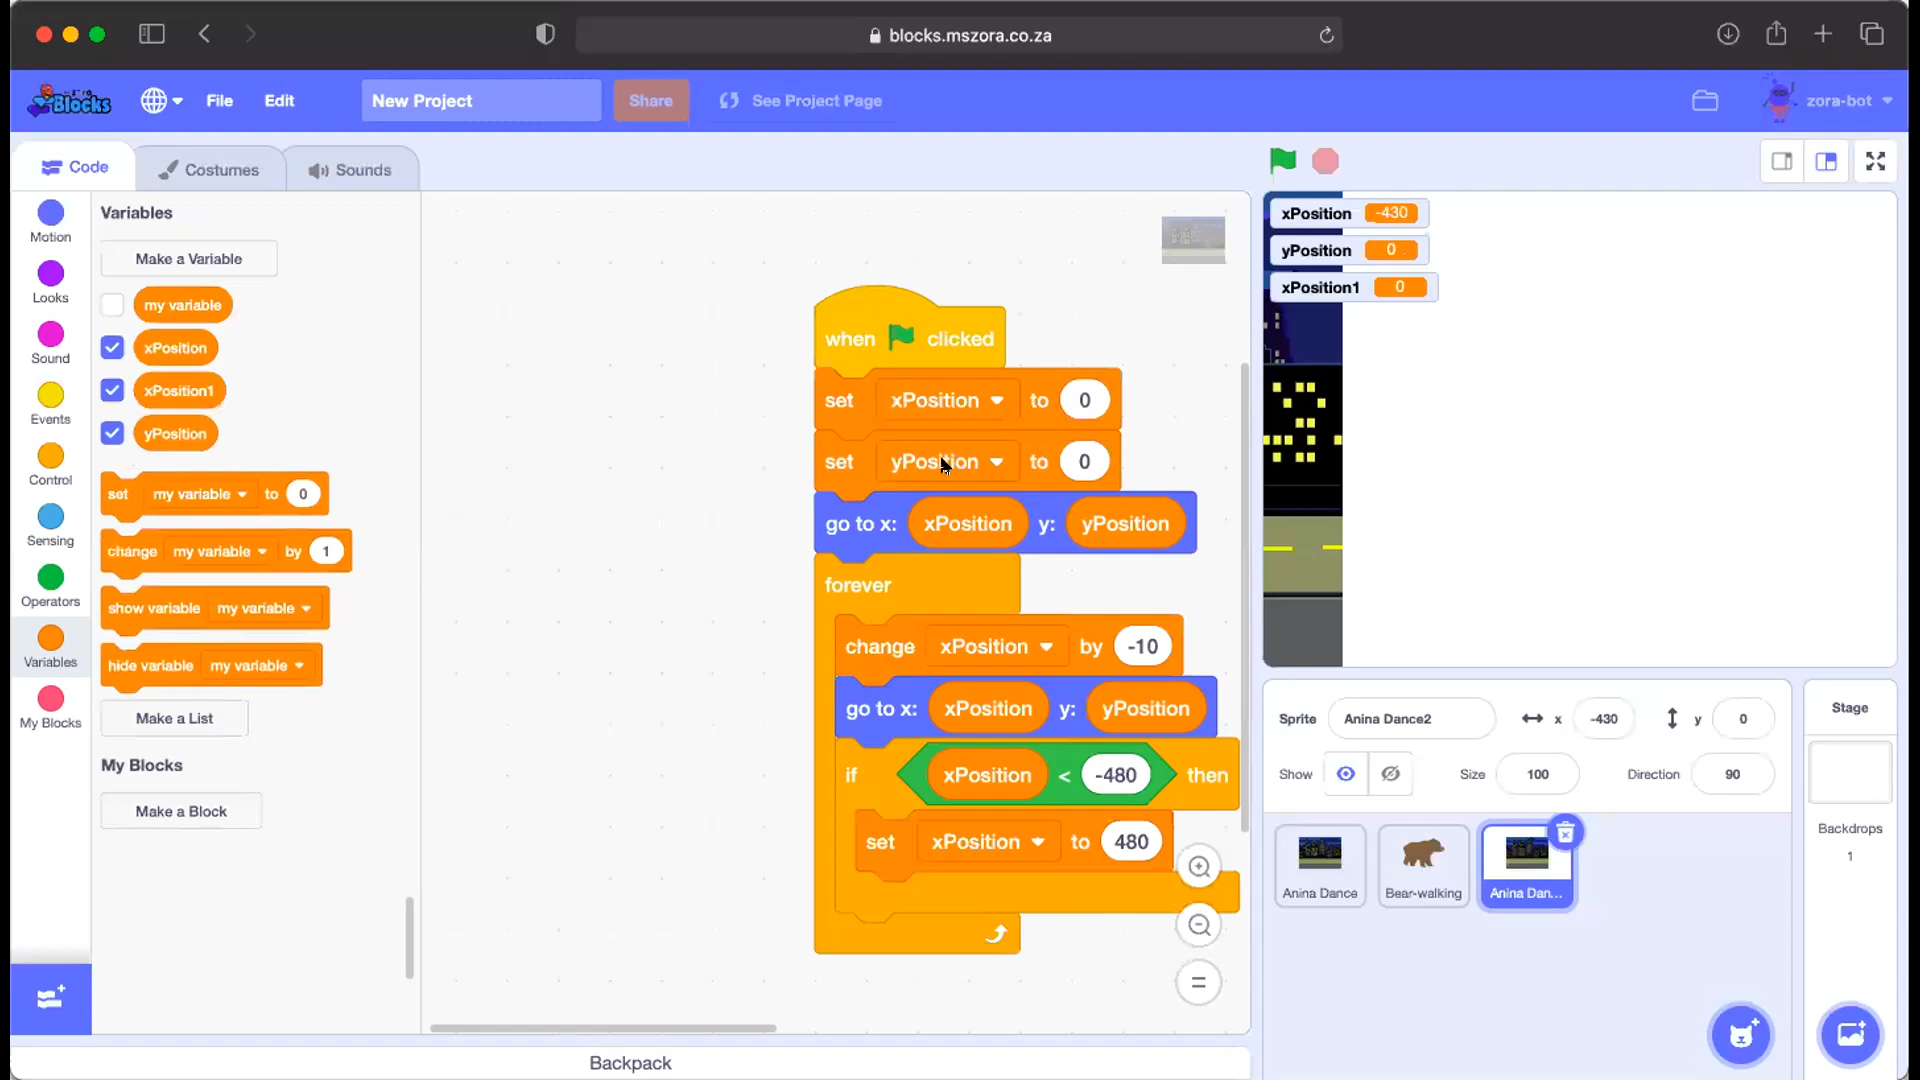 blocks.mszora.co.za
Blocks
File
Edit
New Project
Share
See Project Page
zora-bot
Code
Costumes
Sounds
Motion
Looks
Sound
Events
Control
Sensing
Operators
Variables
My Blocks
Variables
Make a Variable
my variable
xPosition
xPosition1
yPosition
set my variable to 0
change my variable by 1
show variable my variable
hide variable my variable
Make a List
My Blocks
Make a Block
when clicked
set xPosition to 0
set yPosition to 0
go to x: xPosition y: yPosition
forever
change xPosition by -10
go to x: xPosition y: yPosition
if xPosition < -480 then
set xPosition to 480
Backpack
xPosition -430
yPosition 0
xPosition1 0
Sprite Anina Dance2 x -430 y 0
Show Size 100 Direction 90
Anina Dance
Bear-walking
Anina Dan...
Stage
Backdrops
1